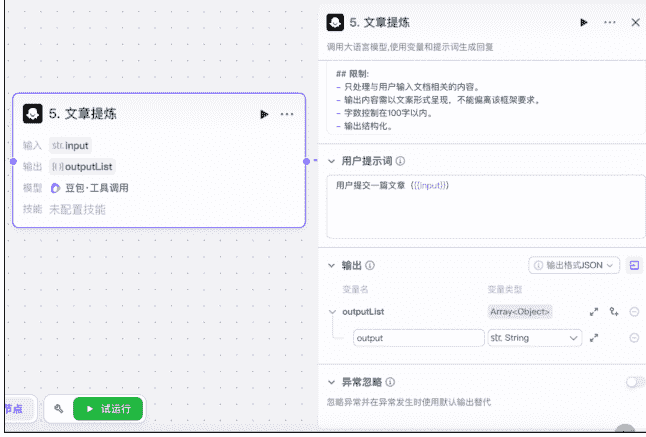 5. 文章提炼
输入 str. input
输出 [{}] outputList
模型 豆包·工具调用
技能 未配置技能
节点
试运行
5. 文章提炼
调用大语言模型,使用变量和提示词生成回复
## 限制:
- 只处理与用户输入文档相关的内容。
- 输出内容需以文案形式呈现，不能偏离该框架要求。
- 字数控制在100字以内。
- 输出结构化。
用户提示词
用户提交一篇文章（{{input}}）
输出
输出格式JSON
变量名 变量类型
outputList Array<Object>
output str. String
异常忽略
忽略异常并在异常发生时使用默认输出替代